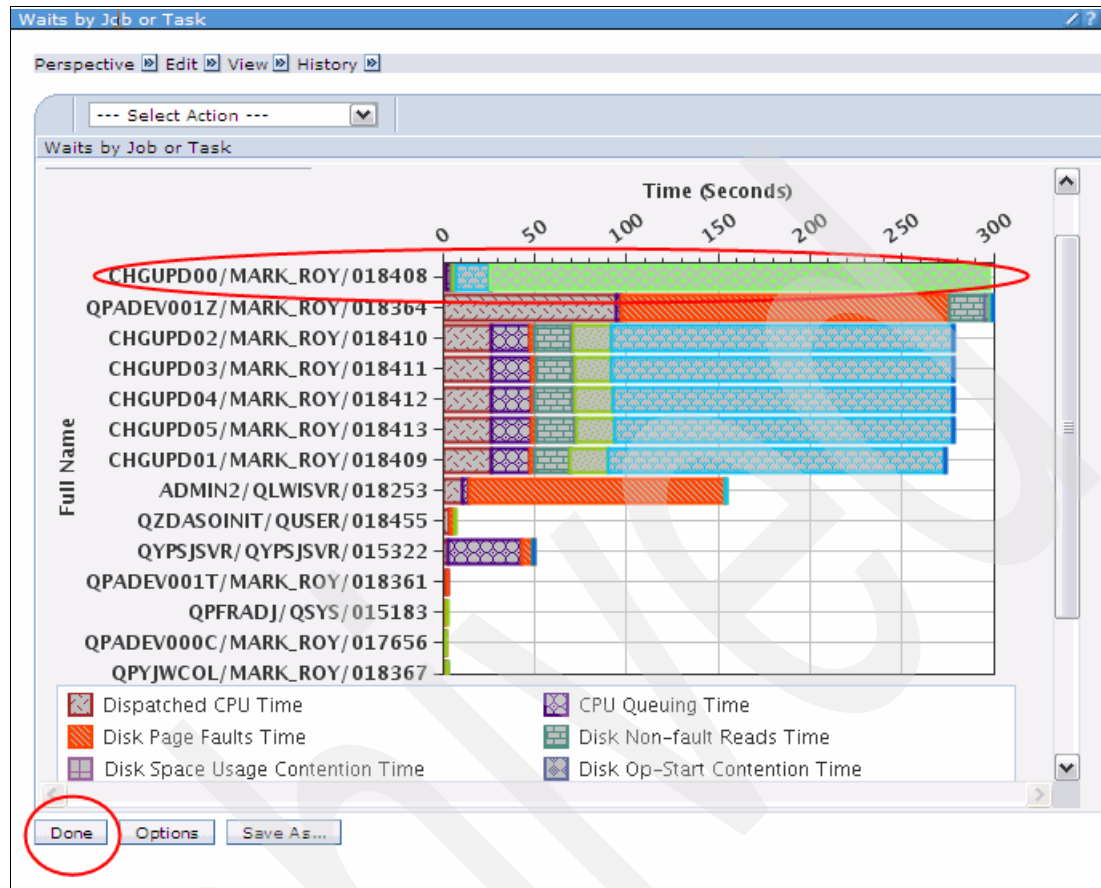 Waits by Job or Task
Perspective Edit View History
--- Select Action ---
Waits by Job or Task
Time (Seconds)
0 50 100 150 200 250 300
Full Name
CHGUPD00/MARK_ROY/018408
QPADEV001Z/MARK_ROY/018364
CHGUPD02/MARK_ROY/018410
CHGUPD03/MARK_ROY/018411
CHGUPD04/MARK_ROY/018412
CHGUPD05/MARK_ROY/018413
CHGUPD01/MARK_ROY/018409
ADMIN2/QLWISVR/018253
QZDASOINIT/QUSER/018455
QYPSJSVR/QYPSJSVR/015322
QPADEV001T/MARK_ROY/018361
QPFRADJ/QSYS/015183
QPADEV000C/MARK_ROY/017656
QPYJWCOL/MARK_ROY/018367
Dispatched CPU Time CPU Queuing Time
Disk Page Faults Time Disk Non-fault Reads Time
Disk Space Usage Contention Time Disk Op-Start Contention Time
Done Options Save As...